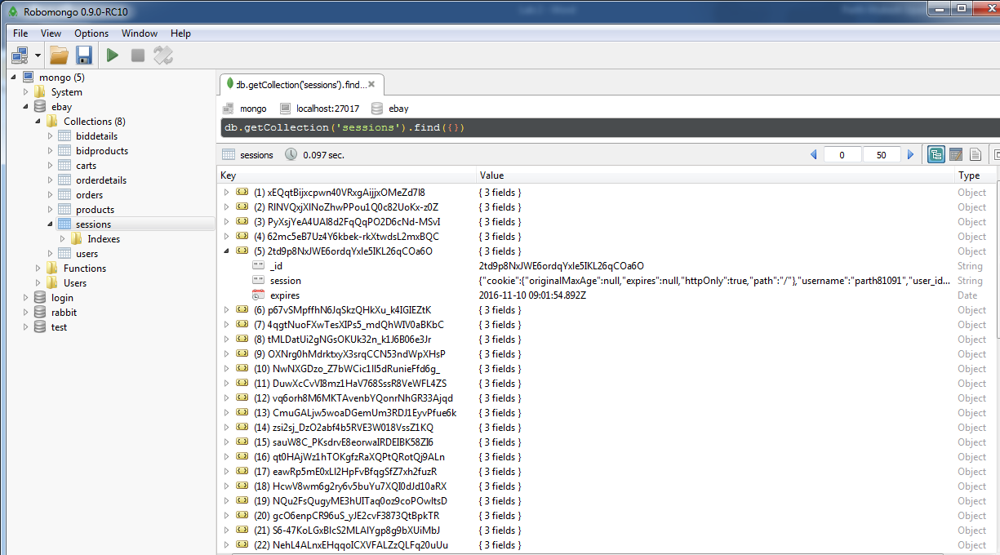 Robomongo 0.9.0-RC10
File View Options Window Help
mongo (5)
System
ebay
Collections (8)
biddetails
bidproducts
carts
orderdetails
orders
products
sessions
Indexes
users
Functions
Users
login
rabbit
test
db.getCollection('sessions').find...
mongo localhost:27017 ebay
db.getCollection('sessions').find({})
sessions 0.097 sec. 0 50
Key Value Type
(1) xEQqtBijxcpwn40VRxgAijjxOMeZd7l8 { 3 fields } Object
(2) RlNVQxjXlNoZhwPPou1Q0c82UoKx-z0Z { 3 fields } Object
(3) PyXsjYeA4UAl8d2FqQqPO2D6cNd-MSvI { 3 fields } Object
(4) 62mc5eB7Uz4Y6kbek-rkXtwdsL2mxBQC { 3 fields } Object
(5) 2td9p8NxJWE6ordqYxle5IKL26qCOa6O { 3 fields } Object
_id 2td9p8NxJWE6ordqYxle5IKL26qCOa6O String
session {"cookie":{"originalMaxAge":null,"expires":null,"httpOnly":true,"path":"/"},"username":"parth81091","user_id... String
expires 2016-11-10 09:01:54.892Z Date
(6) p67vSMpffhN6JqSkzQHkXu_k4IGIEZtK { 3 fields } Object
(7) 4qgtNuoFXwTesXIPs5_mdQhWIV0aBKbC { 3 fields } Object
(8) tMLDatUi2gNGsOKUk32n_k1J6B06e3Jr { 3 fields } Object
(9) OXNrg0hMdrktxyX3srqCCN53ndWpXHsP { 3 fields } Object
(10) NwNXGDzo_Z7bWCic1Il5dRunieFfd6g_ { 3 fields } Object
(11) DuwXcCvVI8mz1HaV768SssR8VeWFL4ZS { 3 fields } Object
(12) vq6orh8M6MKTAvenbYQonrNhGR33Ajqd { 3 fields } Object
(13) CmuGALjw5woaDGemUm3RDJ1EyvPfue6k { 3 fields } Object
(14) zsi2sj_DzO2abf4b5RVE3W018VssZ1KQ { 3 fields } Object
(15) sauW8C_PKsdrvE8eorwaIRDEIBK58ZI6 { 3 fields } Object
(16) qt0HAjWz1hTOKgfzRaXQPtQRotQj9ALn { 3 fields } Object
(17) eawRp5mE0xLl2HpFvBfqgSfZ7xh2fuzR { 3 fields } Object
(18) HcwV8wm6g2ry6v5buYu7XQI0dJd10aRX { 3 fields } Object
(19) NQu2FsQugyME3hUITaq0oz9coPOwltsD { 3 fields } Object
(20) gcO6enpCR96uS_yJE2cvF3873QtBpkTR { 3 fields } Object
(21) S6-47KoLGxBlcS2MLAlYgp8g9bXUiMbJ { 3 fields } Object
(22) NehL4ALnxEHqqoICXVFALZzQLFq20uUu { 3 fields } Object